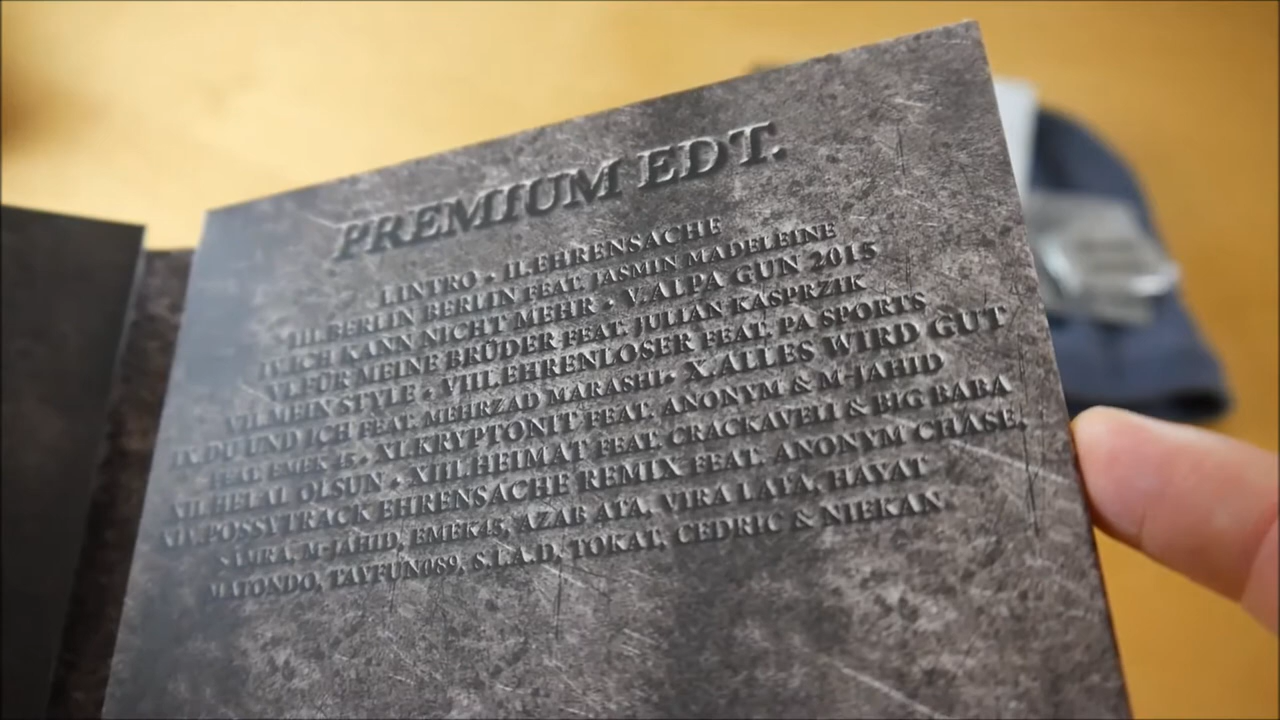 PREMIUM EDT.
I.INTRO • II.EHRENSACHE
• III.BERLIN BERLIN FEAT. JASMIN MADELEINE
IV.ICH KANN NICHT MEHR • V.ALPA GUN 2015
VI.FÜR MEINE BRÜDER FEAT. JULIAN KASPRZIK
VII.MEIN STYLE • VIII.EHRENLOSER FEAT. PA SPORTS
IX.DU UND ICH FEAT. MEHRZAD MARASHI • X.ALLES WIRD GUT
FEAT. EMEK 45 • XI.KRYPTONIT FEAT. ANONYM & M-JAHID
XII.HELAL OLSUN • XIII.HEIMAT FEAT. CRACKAVELI & BIG BABA
XIV.POSSYTRACK EHRENSACHE REMIX FEAT. ANONYM CHASE,
SAMRA, M-JAHID, EMEK45, AZAB ATA, VIRA LATA, HAYAT
MATONDO, TAYFUN089, S.L.A.D, TOKAT, CEDRIC & NIEKAN